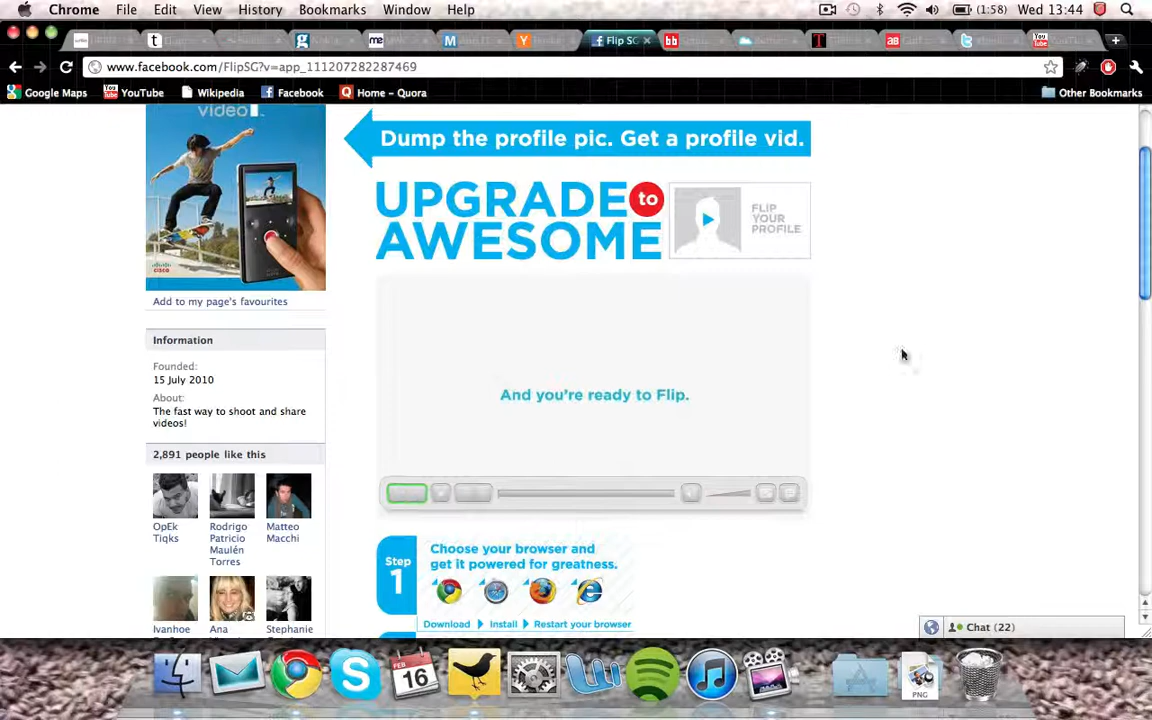 Chrome File Edit View History Bookmarks Window Help (1:58) Wed 13:44
Flip SG
www.facebook.com/FlipSG?v=app_111207282287469
Google Maps YouTube Wikipedia Facebook Home – Quora Other Bookmarks
video
Dump the profile pic. Get a profile vid.
UPGRADE to
AWESOME
FLIP
YOUR
PROFILE
cisco
Add to my page's favourites
Information
Founded:
15 July 2010
About:
The fast way to shoot and share
videos!
And you're ready to Flip.
2,891 people like this
OpEk
Tiqks
Rodrigo
Patricio
Maulén
Torres
Matteo
Macchi
Ivanhoe
Ana
Stephanie
Step
1
Choose your browser and
get it powered for greatness.
Download Install Restart your browser
Chat (22)
FEB
16
PNG